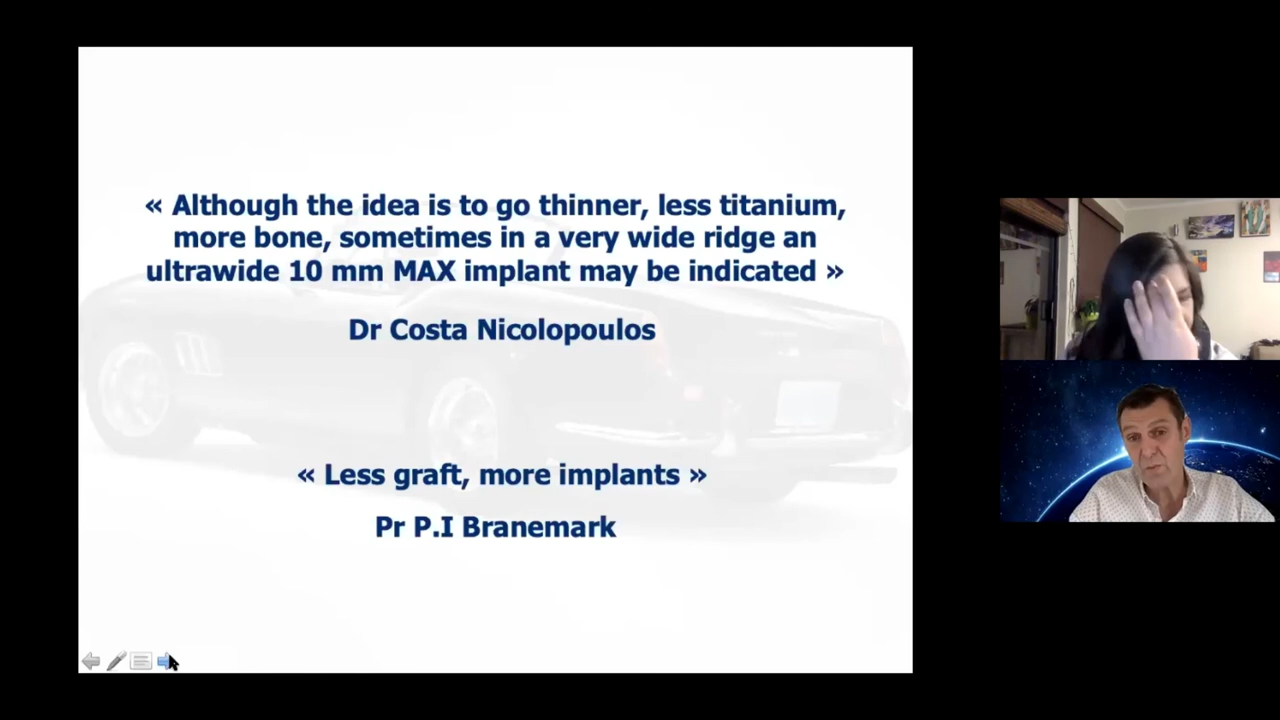 « Although the idea is to go thinner, less titanium,
more bone, sometimes in a very wide ridge an
ultrawide 10 mm MAX implant may be indicated »
Dr Costa Nicolopoulos
« Less graft, more implants »
Pr P.I Branemark